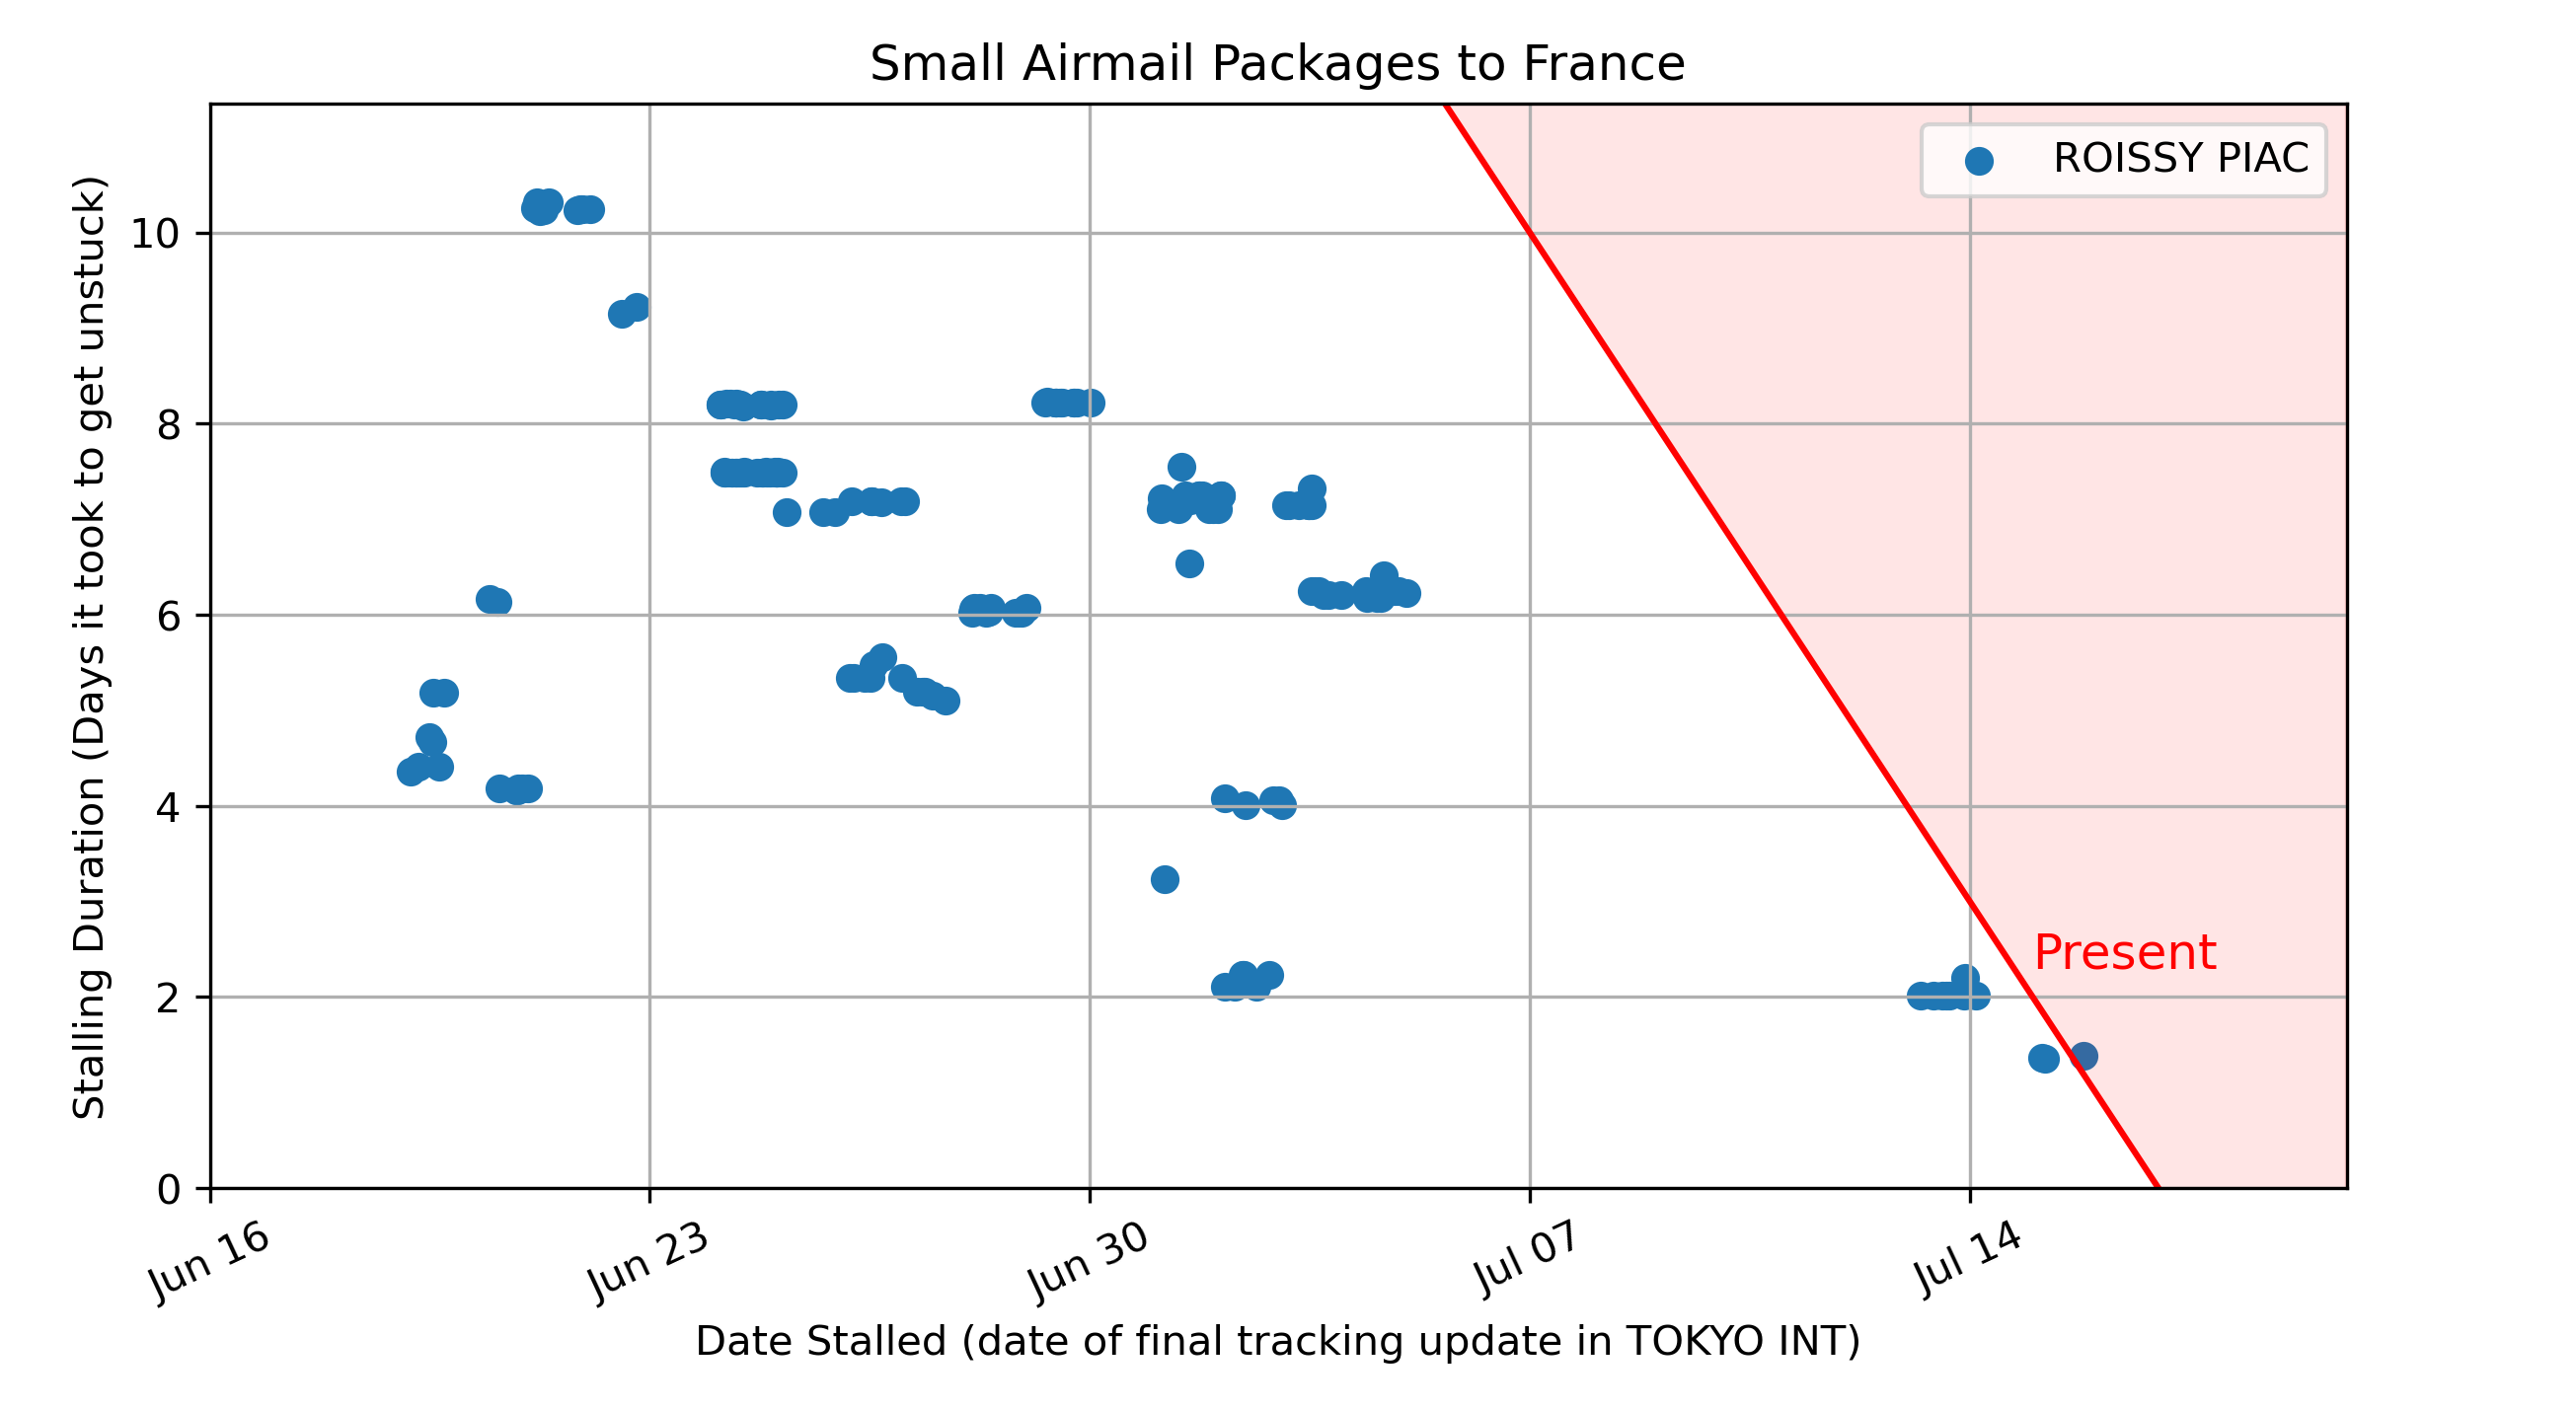 Small Airmail Packages to France
ROISSY PIAC
Stalling Duration (Days it took to get unstuck)
10
8
6
4
2
0
Present
Jun 16
Jun 23
Jun 30
Jul 07
Jul 14
Date Stalled (date of final tracking update in TOKYO INT)